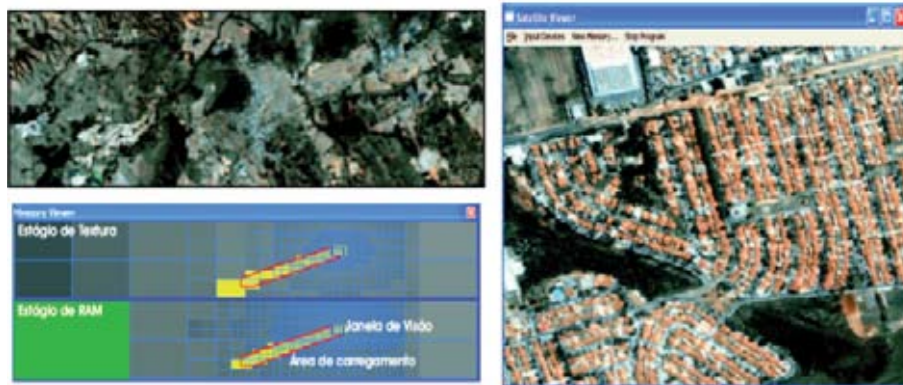 Memory Viewer
Estágio de Textura
Estágio de RAM
Janela de Visão
Área de carregamento
Satellite Viewer
File Input Devices View Memory... Stop Program